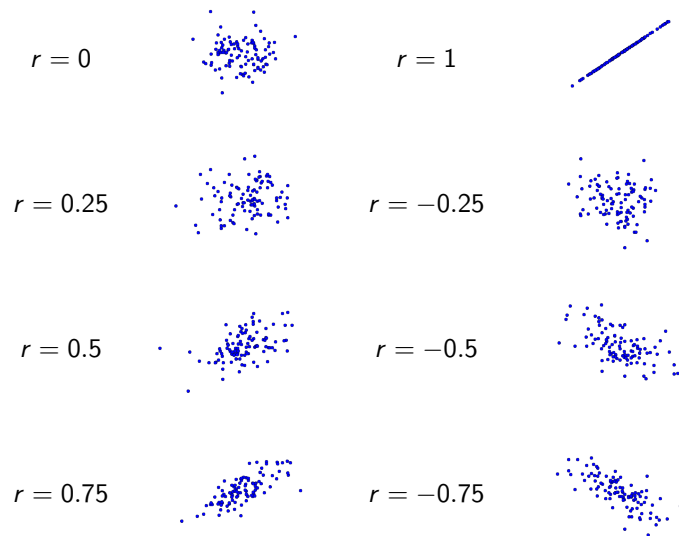 r = 0
r = 1
r = 0.25
r = −0.25
r = 0.5
r = −0.5
r = 0.75
r = −0.75